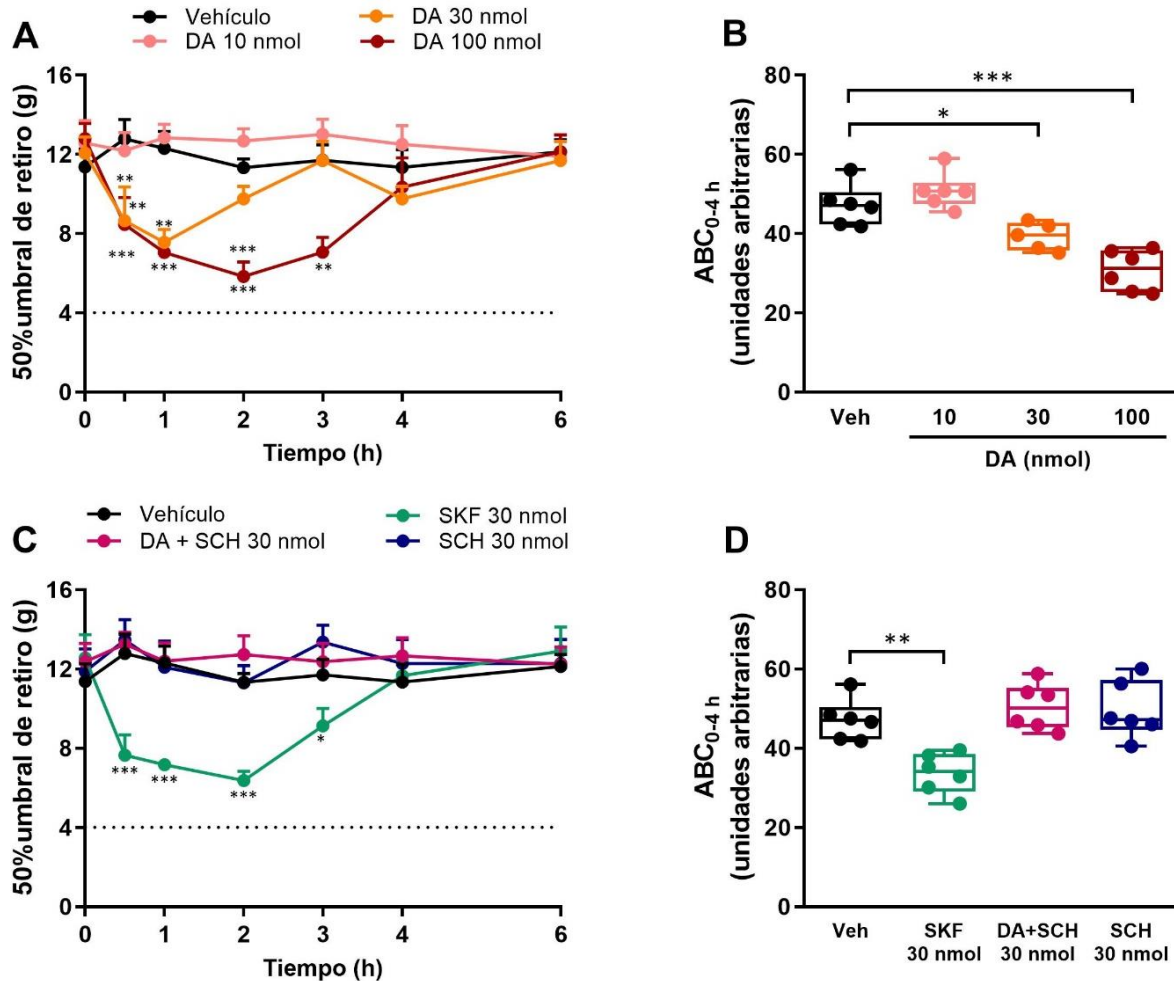 A
Vehículo
DA 10 nmol
DA 30 nmol
DA 100 nmol
50%umbral de retiro (g)
16
12
8
4
0
**
**
**
***
***
***
***
**
0
1
2
3
4
6
Tiempo (h)
B
ABC0-4 h
(unidades arbitrarias)
80
60
40
20
0
***
*
Veh
10
30
100
DA (nmol)
C
Vehículo
DA + SCH 30 nmol
SKF 30 nmol
SCH 30 nmol
50%umbral de retiro (g)
16
12
8
4
0
***
***
***
*
0
1
2
3
4
6
Tiempo (h)
D
ABC0-4 h
(unidades arbitrarias)
80
60
40
20
0
**
Veh
SKF
30 nmol
DA+SCH
30 nmol
SCH
30 nmol